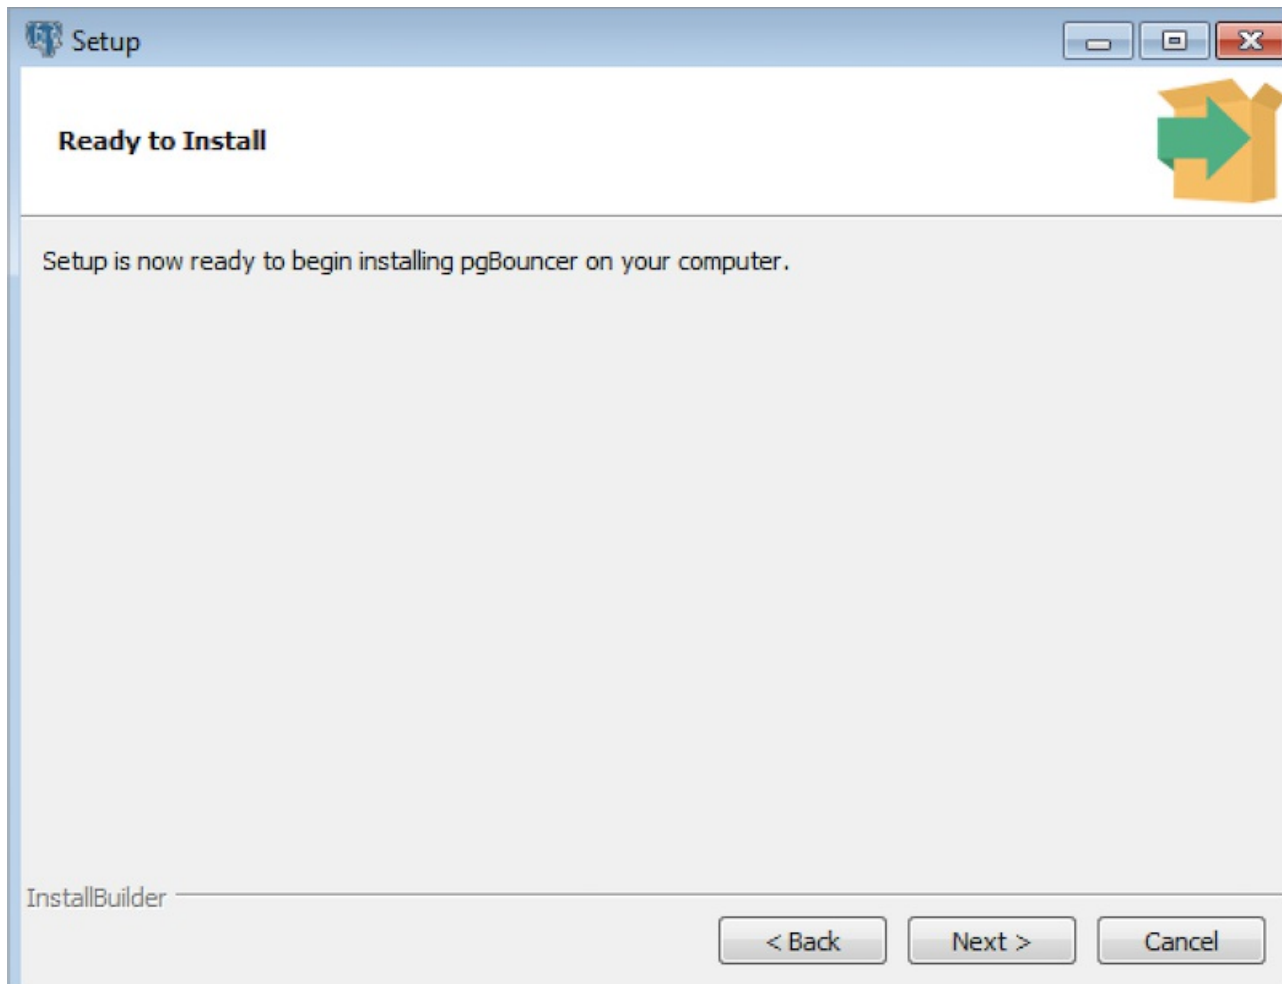 Setup
Ready to Install
Setup is now ready to begin installing pgBouncer on your computer.
InstallBuilder
< Back
Next >
Cancel